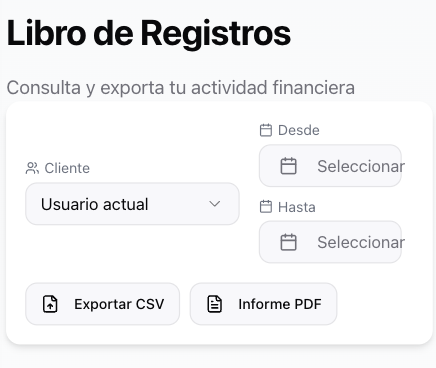 Libro de Registros
Consulta y exporta tu actividad financiera
Cliente
Usuario actual
Desde
Seleccionar
Hasta
Seleccionar
Exportar CSV
Informe PDF